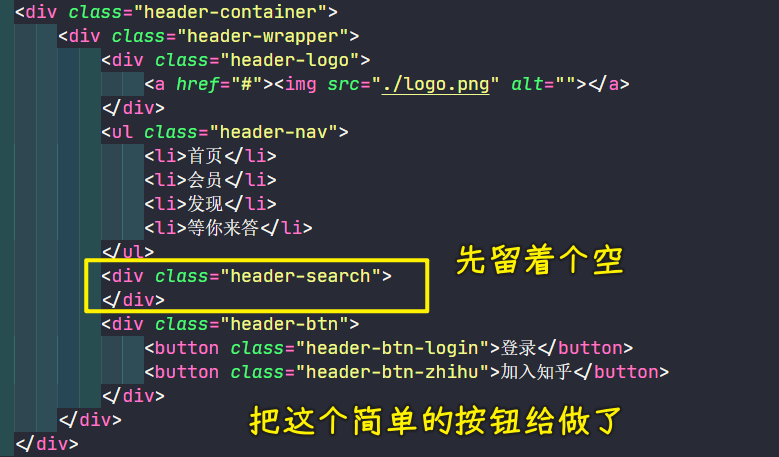 <div class="header-container">
<div class="header-wrapper">
<div class="header-logo">
<a href="#"><img src="./logo.png" alt=""></a>
</div>
<ul class="header-nav">
<li>首页</li>
<li>会员</li>
<li>发现</li>
<li>等你来答</li>
</ul>
<div class="header-search">
先留着个空
</div>
<div class="header-btn">
<button class="header-btn-login">登录</button>
<button class="header-btn-zhihu">加入知乎</button>
</div>
</div>
把这个简单的按钮给做了
</div>